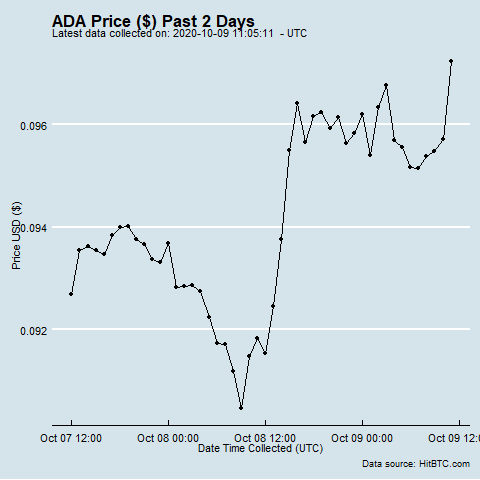 ADA Price ($) Past 2 Days
Latest data collected on: 2020-10-09 11:05:11 - UTC
Price USD ($)
0.096
0.094
0.092
Oct 07 12:00
Oct 08 00:00
Oct 08 12:00
Oct 09 00:00
Oct 09 12:00
Date Time Collected (UTC)
Data source: HitBTC.com